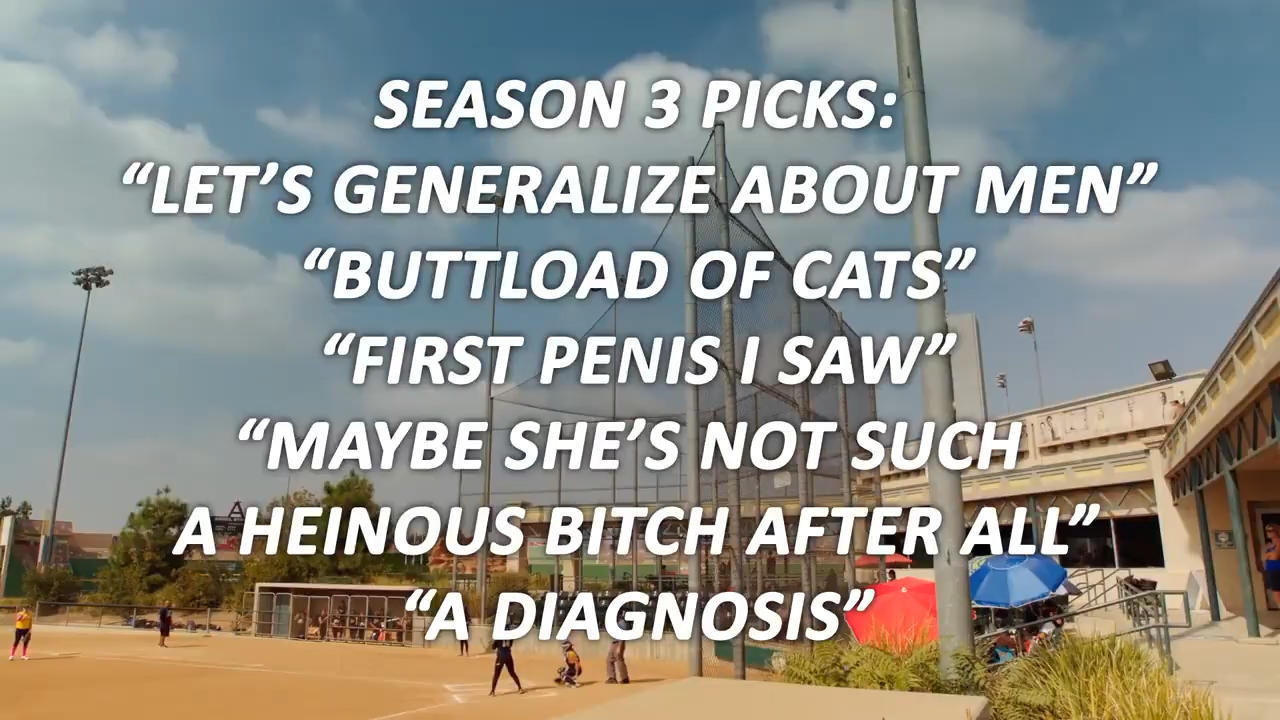 SEASON 3 PICKS:
“LET’S GENERALIZE ABOUT MEN”
“BUTTLOAD OF CATS”
“FIRST PENIS I SAW”
“MAYBE SHE’S NOT SUCH
A HEINOUS BITCH AFTER ALL”
“A DIAGNOSIS”